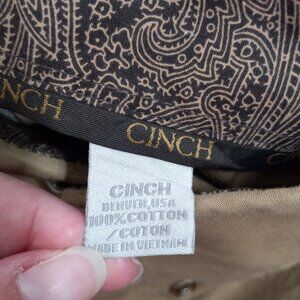 CINCH
CINCH
CINCH
DENVER, USA
100% COTTON
/ COTON
MADE IN VIETNAM